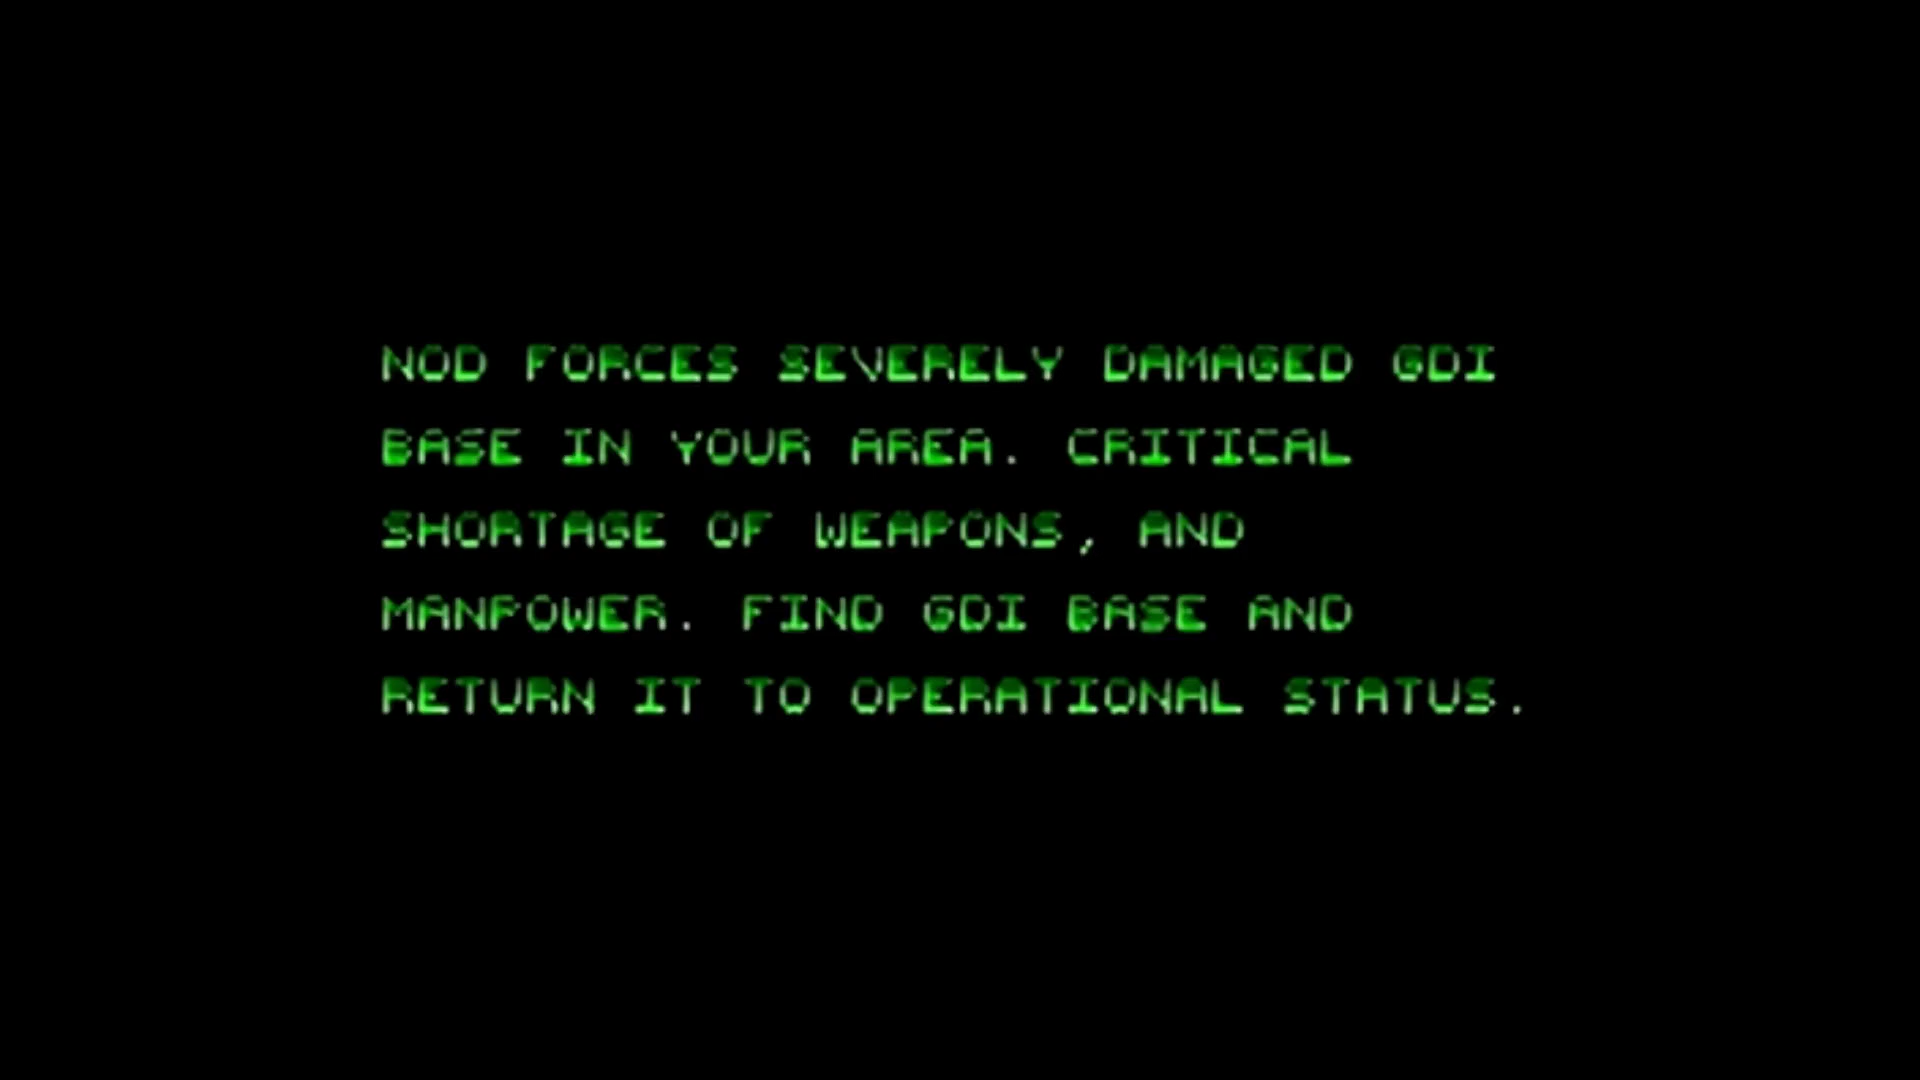 NOD FORCES SEVERELY DAMAGED GDI
BASE IN YOUR AREA. CRITICAL
SHORTAGE OF WEAPONS, AND
MANPOWER. FIND GDI BASE AND
RETURN IT TO OPERATIONAL STATUS.